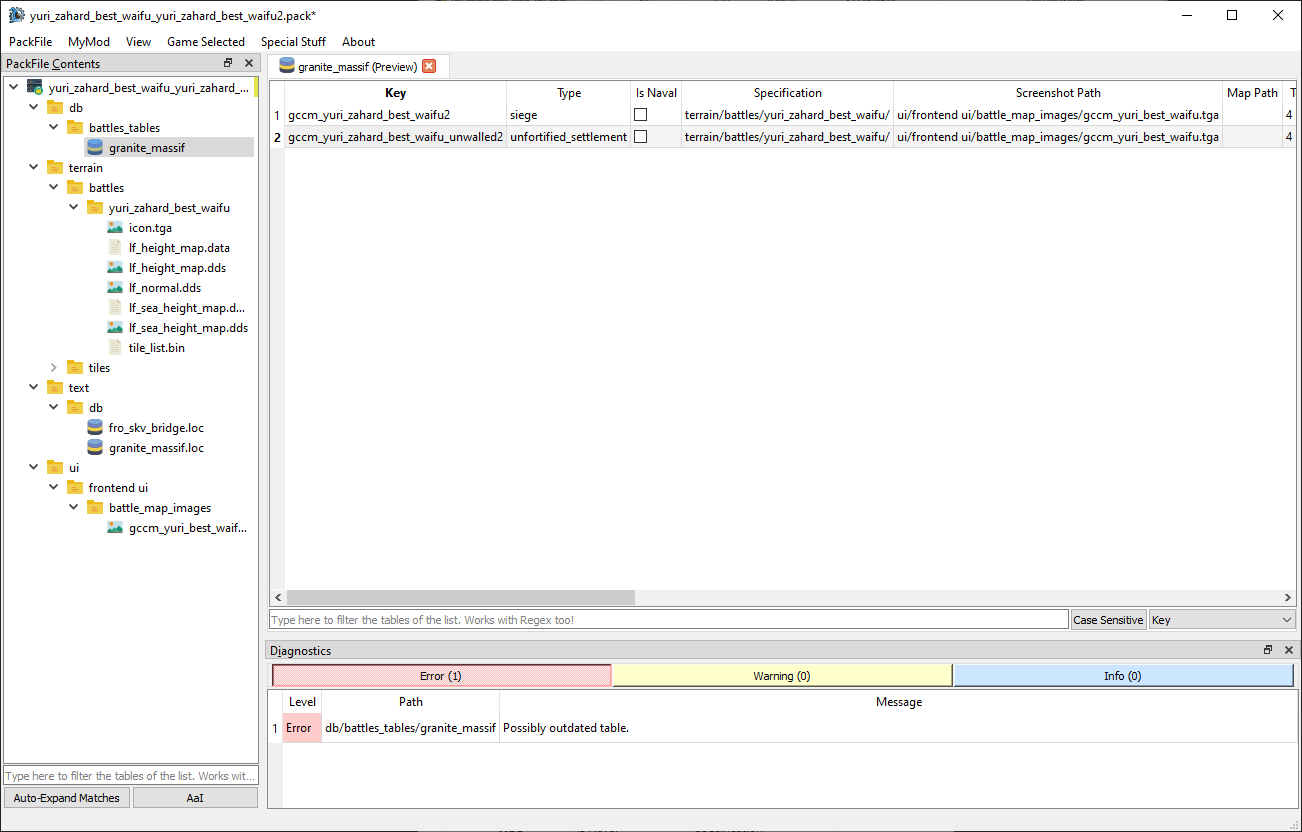 yuri_zahard_best_waifu_yuri_zahard_best_waifu2.pack*
PackFile MyMod View Game Selected Special Stuff About
PackFile Contents
yuri_zahard_best_waifu_yuri_zahard_...
db
battles_tables
granite_massif
terrain
battles
yuri_zahard_best_waifu
icon.tga
lf_height_map.data
lf_height_map.dds
lf_normal.dds
lf_sea_height_map.d...
lf_sea_height_map.dds
tile_list.bin
tiles
text
db
fro_skv_bridge.loc
granite_massif.loc
ui
frontend ui
battle_map_images
gccm_yuri_best_waif...
Type here to filter the tables of the list. Works wit...
Auto-Expand Matches AaI
granite_massif (Preview)
Key Type Is Naval Specification Screenshot Path Map Path T
1 gccm_yuri_zahard_best_waifu2 siege terrain/battles/yuri_zahard_best_waifu/ ui/frontend ui/battle_map_images/gccm_yuri_best_waifu.tga 4
2 gccm_yuri_zahard_best_waifu_unwalled2 unfortified_settlement terrain/battles/yuri_zahard_best_waifu/ ui/frontend ui/battle_map_images/gccm_yuri_best_waifu.tga 4
Type here to filter the tables of the list. Works with Regex too! Case Sensitive Key
Diagnostics
Error (1) Warning (0) Info (0)
Level Path Message
1 Error db/battles_tables/granite_massif Possibly outdated table.